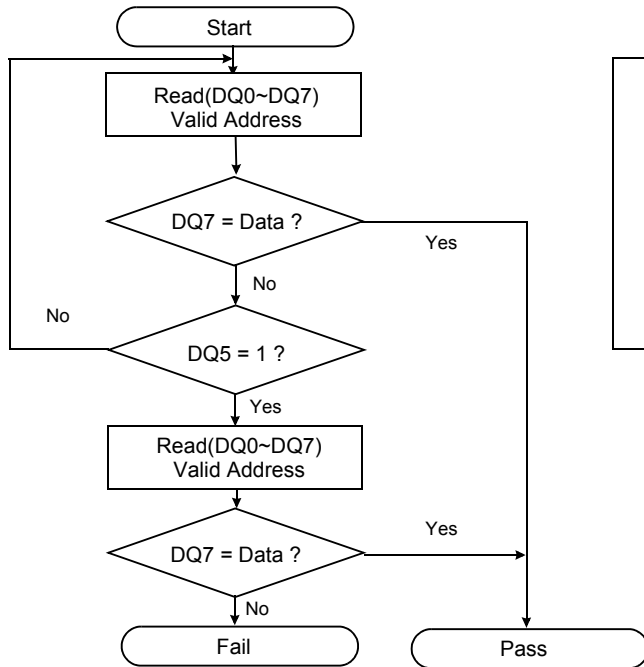 Start
Read(DQ0~DQ7)
Valid Address
DQ7 = Data ?
Yes
No
No
DQ5 = 1 ?
Yes
Read(DQ0~DQ7)
Valid Address
Yes
DQ7 = Data ?
No
Fail
Pass